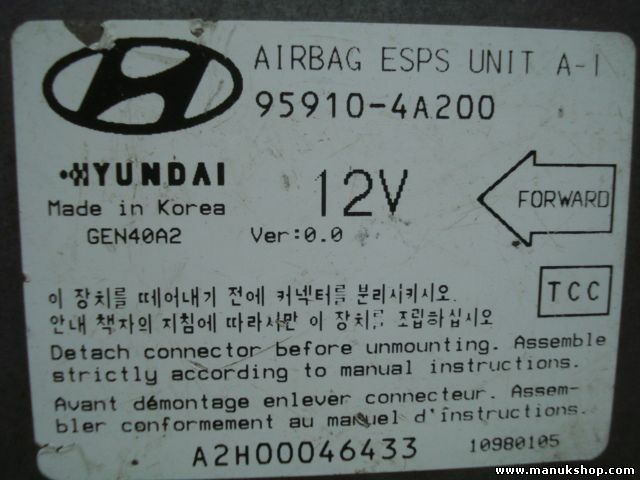 AIRBAG ESPS UNIT A-I
95910-4A200
HYUNDAI
Made in Korea
GEN40A2
12V
Ver:0.0
FORWARD
TCC
이 장치를 떼어내기 전에 커넥터를 분리시키시오.
안내 책자의 지침에 따라서만 이 장치를 조립하십시오
Detach connector before unmounting. Assemble
strictly according to manual instructions.
Avant démontage enlever connecteur. Assem-
bler conformement au manuel d'instructions.
A2H00046433
10980105
www.manukshop.com